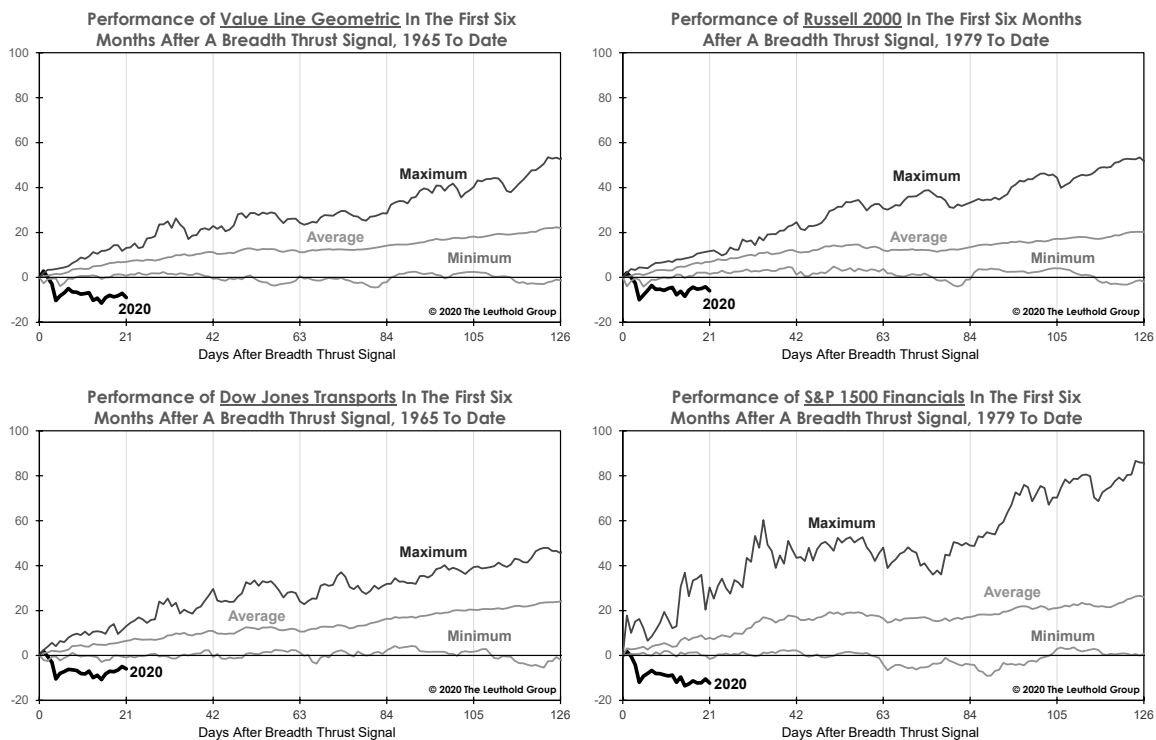 Performance of Value Line Geometric In The First Six
Months After A Breadth Thrust Signal, 1965 To Date
100
80
60
40
20
0
-20
Maximum
Average
Minimum
2020
© 2020 The Leuthold Group
0 21 42 63 84 105 126
Days After Breadth Thrust Signal
Performance of Russell 2000 In The First Six Months
After A Breadth Thrust Signal, 1979 To Date
100
80
60
40
20
0
-20
Maximum
Average
Minimum
2020
© 2020 The Leuthold Group
0 21 42 63 84 105 126
Days After Breadth Thrust Signal
Performance of Dow Jones Transports In The First Six
Months After A Breadth Thrust Signal, 1965 To Date
100
80
60
40
20
0
-20
Maximum
Average
Minimum
2020
© 2020 The Leuthold Group
0 21 42 63 84 105 126
Days After Breadth Thrust Signal
Performance of S&P 1500 Financials In The First Six
Months After A Breadth Thrust Signal, 1979 To Date
100
80
60
40
20
0
-20
Maximum
Average
Minimum
2020
© 2020 The Leuthold Group
0 21 42 63 84 105 126
Days After Breadth Thrust Signal